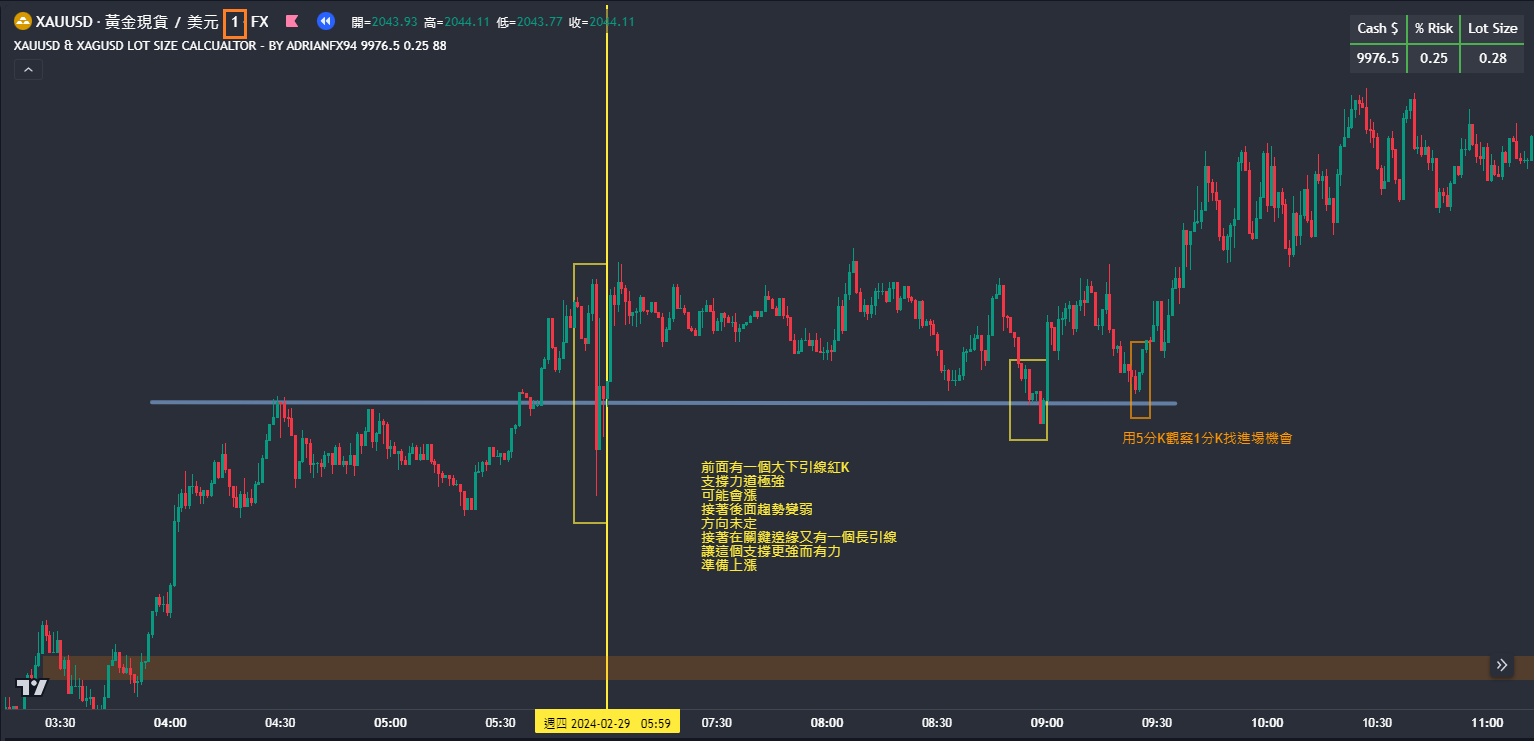 XAUUSD · 黃金現貨 / 美元 1 · FX 開=2043.93 高=2044.11 低=2043.77 收=2044.11
XAUUSD & XAGUSD LOT SIZE CALCUALTOR - BY ADRIANFX94 9976.5 0.25 88
Cash $ % Risk Lot Size
9976.5 0.25 0.28
用5分K觀察1分K找進場機會
前面有一個大下引線紅K
支撐力道極強
可能會漲
接著後面趨勢變弱
方向未定
接著在關鍵邊緣又有一個長引線
讓這個支撐更強而有力
準備上漲
03:30 04:00 04:30 05:00 05:30 週四 2024-02-29 05:59 07:30 08:00 08:30 09:00 09:30 10:00 10:30 11:00